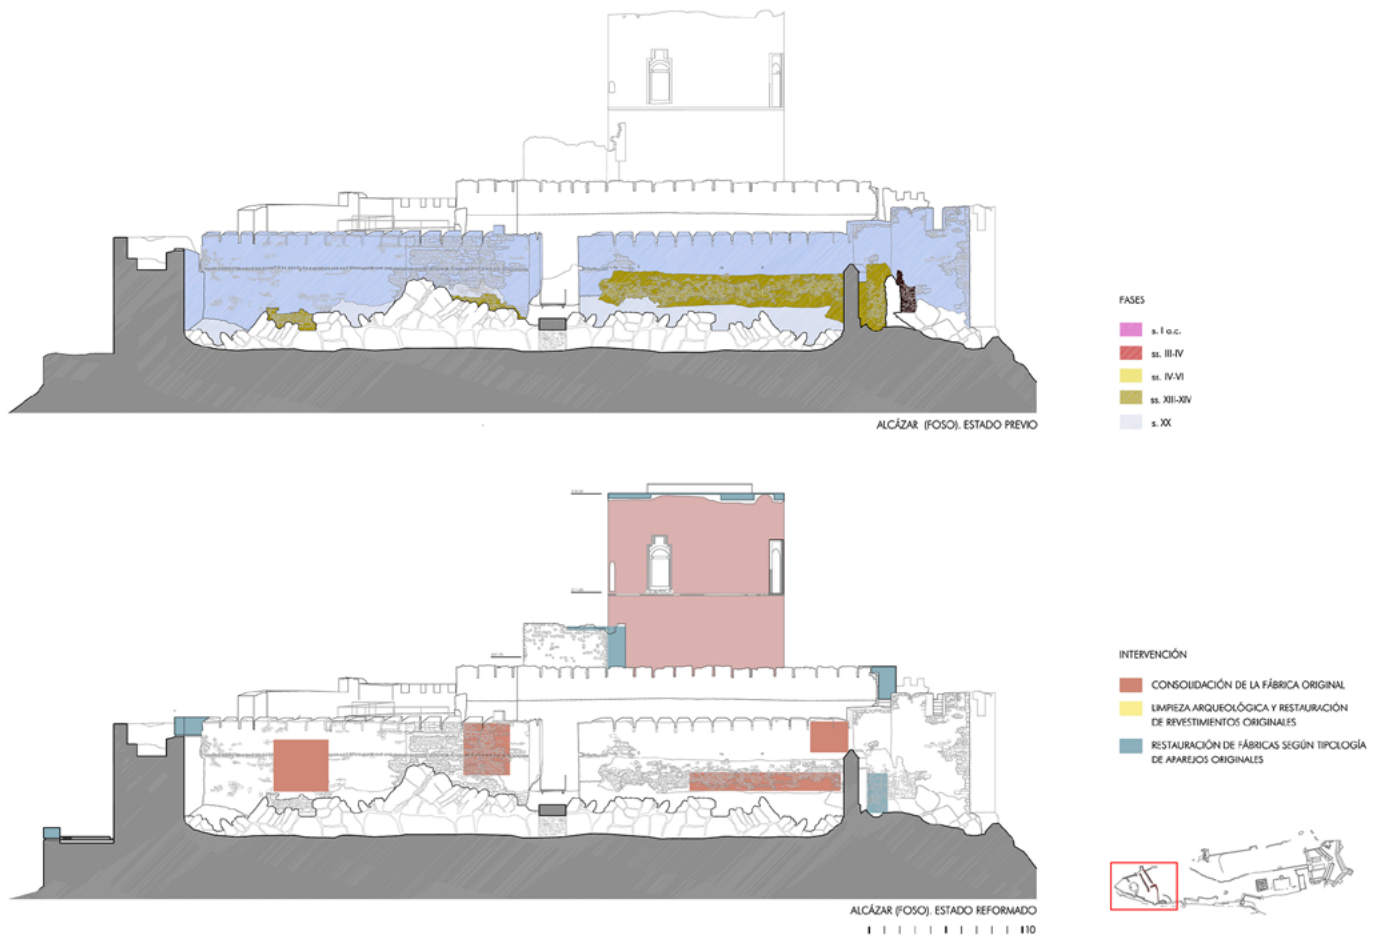 FASES
s. I a.c.
ss. III-IV
ss. IV-VI
ss. XIII-XIV
s. XX
ALCÁZAR (FOSO). ESTADO PREVIO
INTERVENCIÓN
CONSOLIDACIÓN DE LA FÁBRICA ORIGINAL
LIMPIEZA ARQUEOLÓGICA Y RESTAURACIÓN
DE REVESTIMIENTOS ORIGINALES
RESTAURACIÓN DE FÁBRICAS SEGÚN TIPOLOGÍA
DE APAREJOS ORIGINALES
ALCÁZAR (FOSO). ESTADO REFORMADO
10